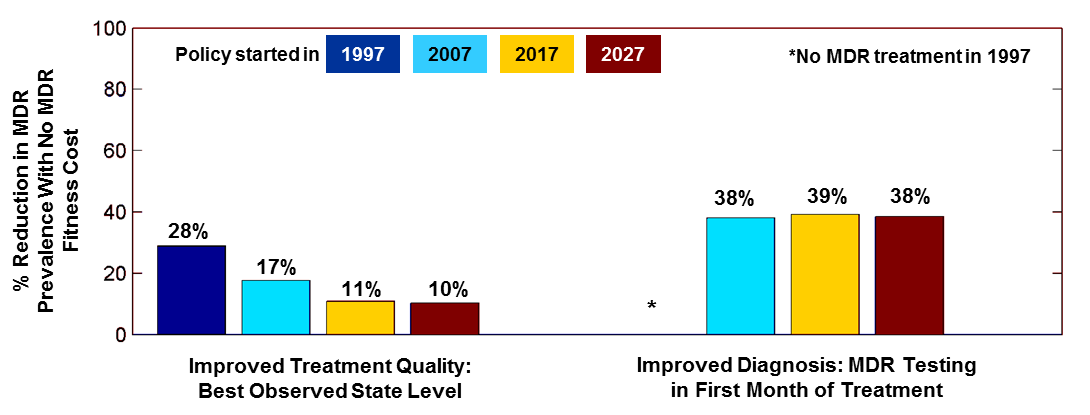 Policy started in 1997 2007 2017 2027
*No MDR treatment in 1997
% Reduction in MDR
Prevalence With No MDR
Fitness Cost
100
80
60
40
20
0
28%
17%
11%
10%
*
38%
39%
38%
Improved Treatment Quality:
Best Observed State Level
Improved Diagnosis: MDR Testing
in First Month of Treatment